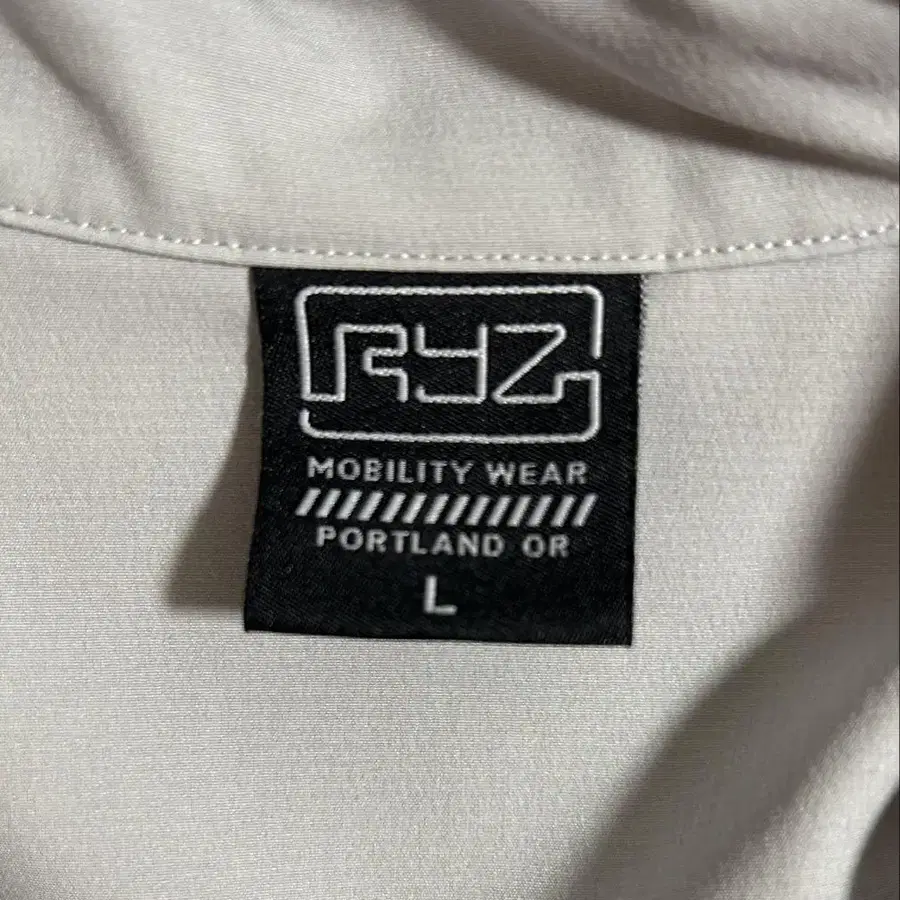 RYZ
MOBILITY WEAR
PORTLAND OR
L